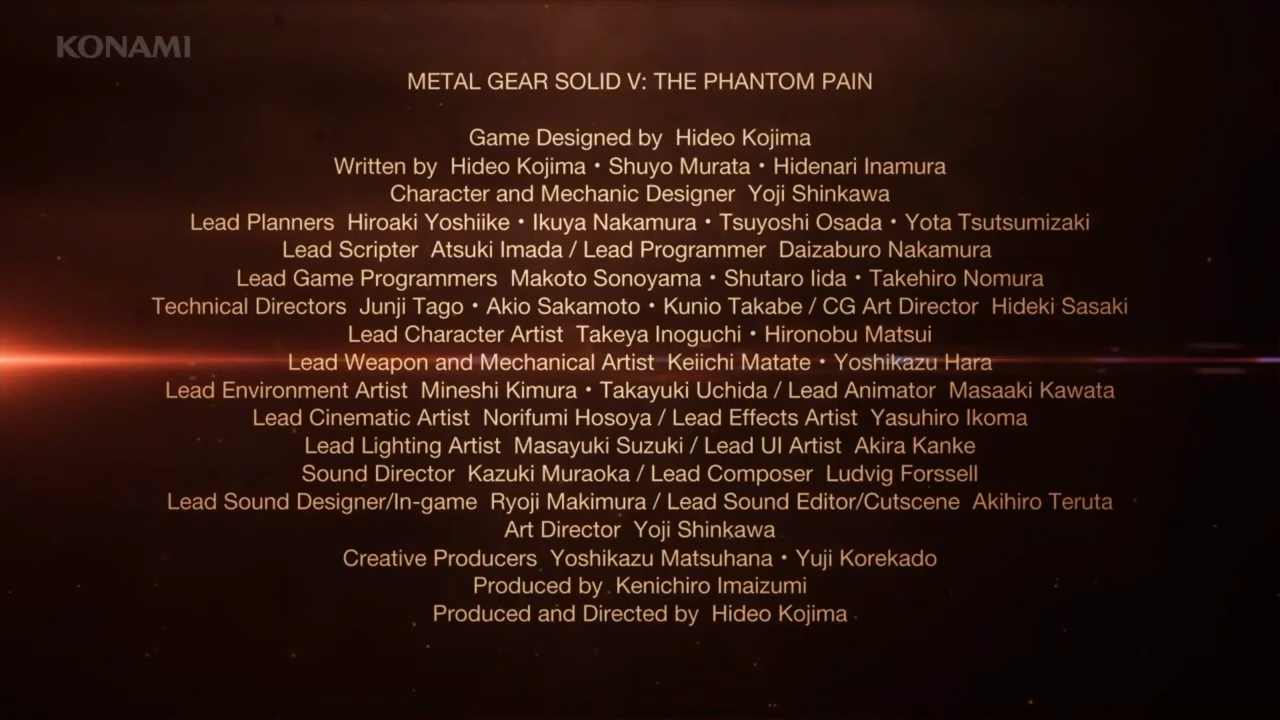 KONAMI
METAL GEAR SOLID V: THE PHANTOM PAIN
Game Designed by Hideo Kojima
Written by Hideo Kojima・Shuyo Murata・Hidenari Inamura
Character and Mechanic Designer Yoji Shinkawa
Lead Planners Hiroaki Yoshiike・Ikuya Nakamura・Tsuyoshi Osada・Yota Tsutsumizaki
Lead Scripter Atsuki Imada / Lead Programmer Daizaburo Nakamura
Lead Game Programmers Makoto Sonoyama・Shutaro Iida・Takehiro Nomura
Technical Directors Junji Tago・Akio Sakamoto・Kunio Takabe / CG Art Director Hideki Sasaki
Lead Character Artist Takeya Inoguchi・Hironobu Matsui
Lead Weapon and Mechanical Artist Keiichi Matate・Yoshikazu Hara
Lead Environment Artist Mineshi Kimura・Takayuki Uchida / Lead Animator Masaaki Kawata
Lead Cinematic Artist Norifumi Hosoya / Lead Effects Artist Yasuhiro Ikoma
Lead Lighting Artist Masayuki Suzuki / Lead UI Artist Akira Kanke
Sound Director Kazuki Muraoka / Lead Composer Ludvig Forssell
Lead Sound Designer/In-game Ryoji Makimura / Lead Sound Editor/Cutscene Akihiro Teruta
Art Director Yoji Shinkawa
Creative Producers Yoshikazu Matsuhana・Yuji Korekado
Produced by Kenichiro Imaizumi
Produced and Directed by Hideo Kojima